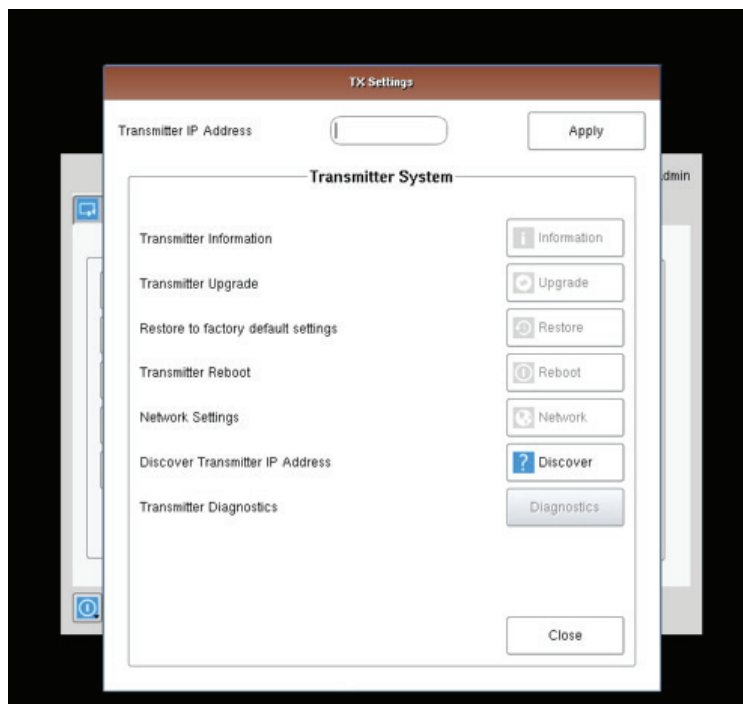 TX Settings
Transmitter IP Address
Apply
Transmitter System
Transmitter Information
Information
Transmitter Upgrade
Upgrade
Restore to factory default settings
Restore
Transmitter Reboot
Reboot
Network Settings
Network
Discover Transmitter IP Address
? Discover
Transmitter Diagnostics
Diagnostics
Close